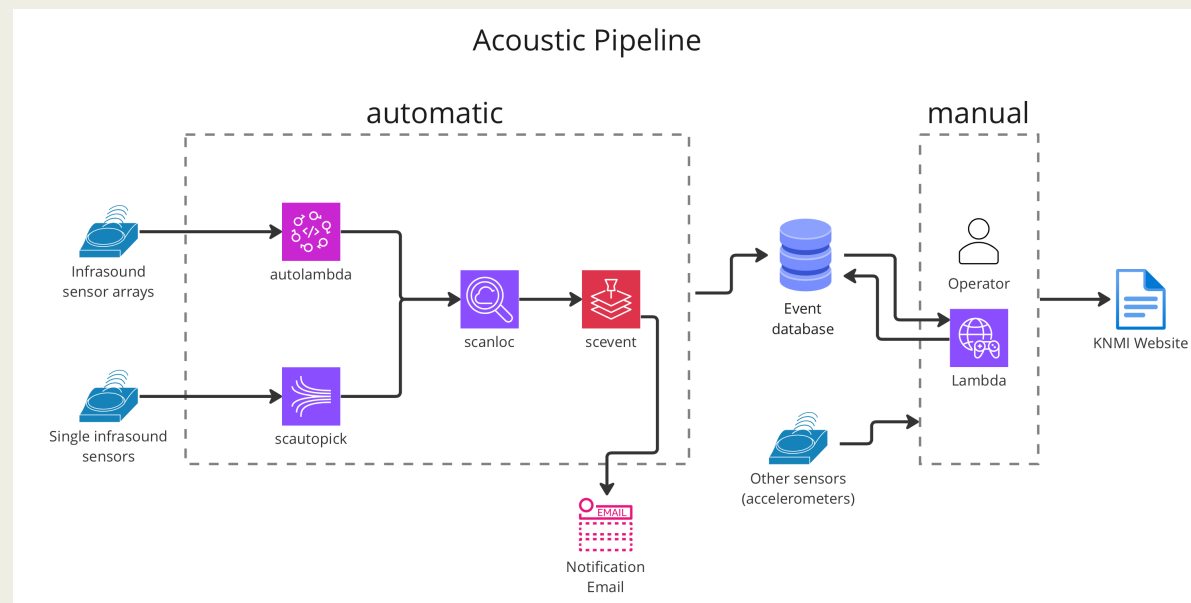 Acoustic Pipeline
automatic
manual
Infrasound
sensor arrays
autolambda
Single infrasound
sensors
scautopick
scanloc
scevent
EMAIL
Notification
Email
Event
database
Other sensors
(accelerometers)
Operator
Lambda
KNMI Website